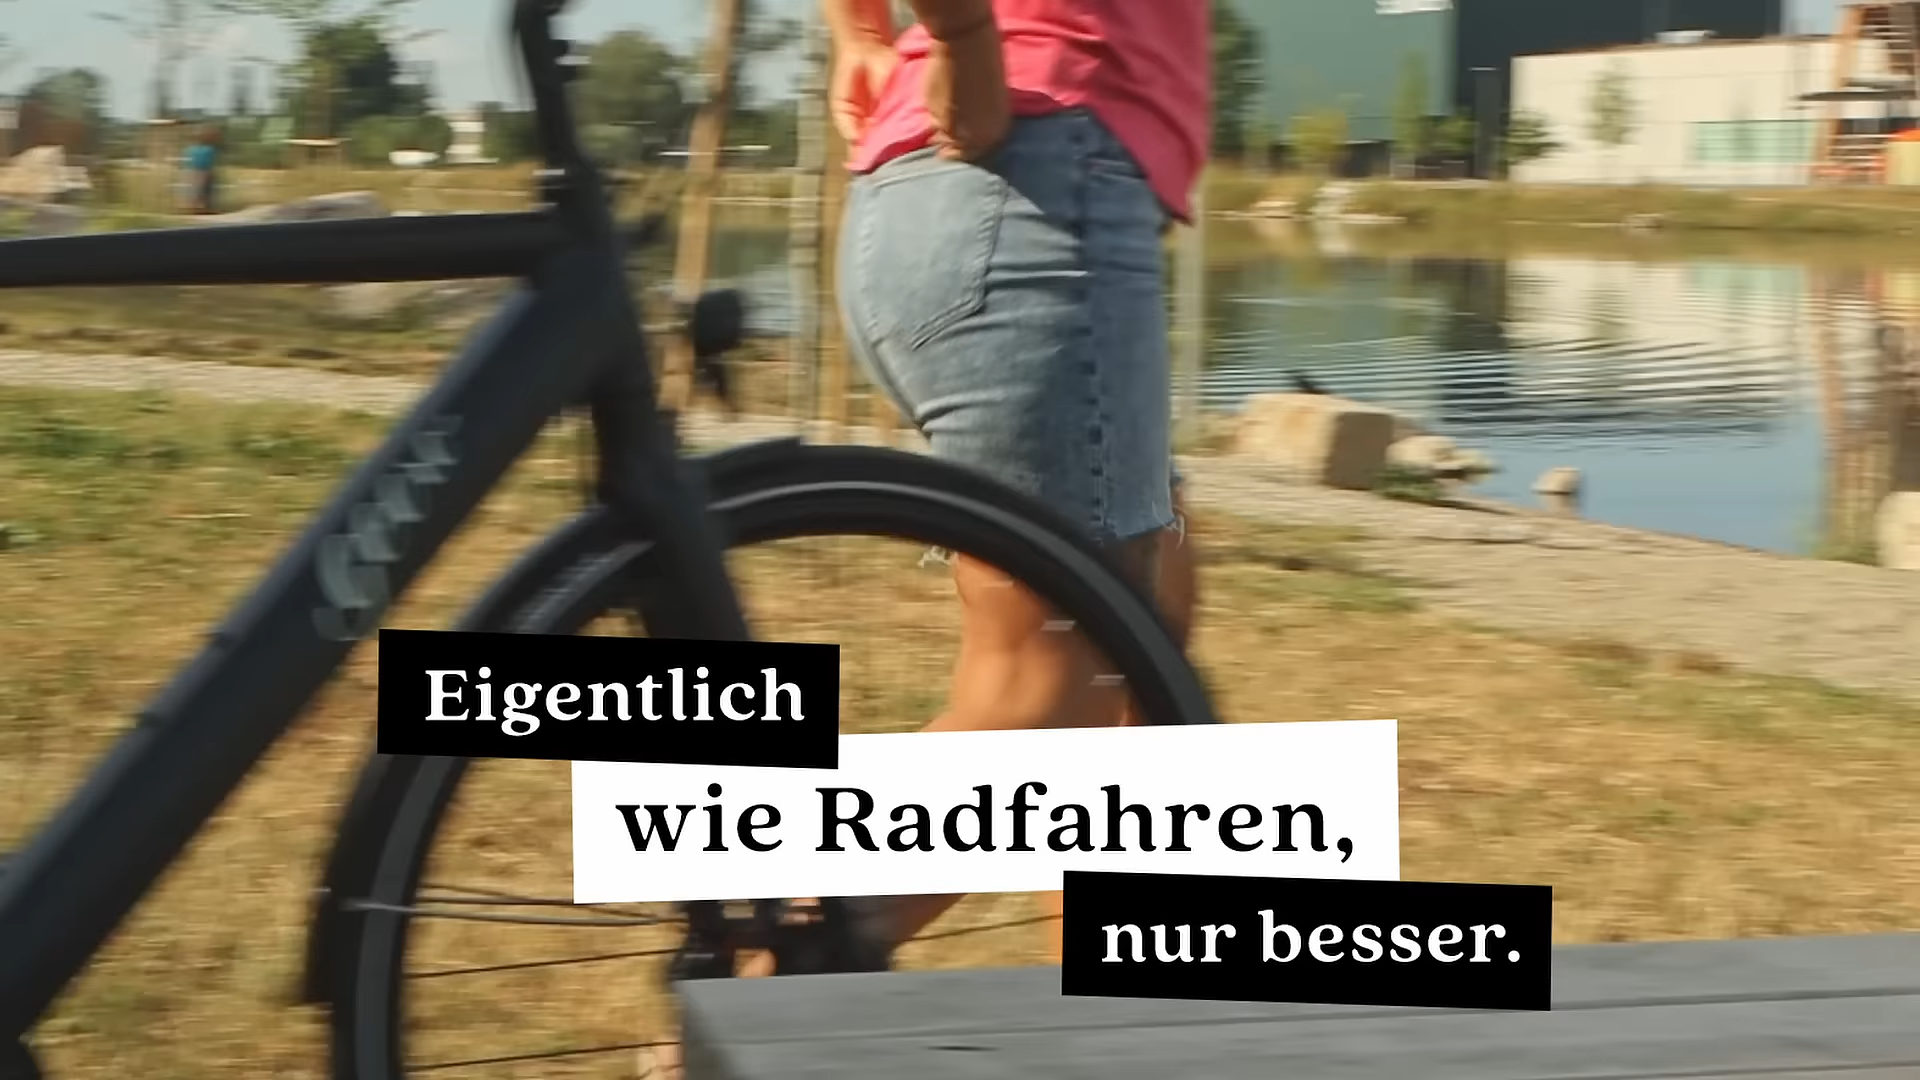 Eigentlich
wie Radfahren,
nur besser.